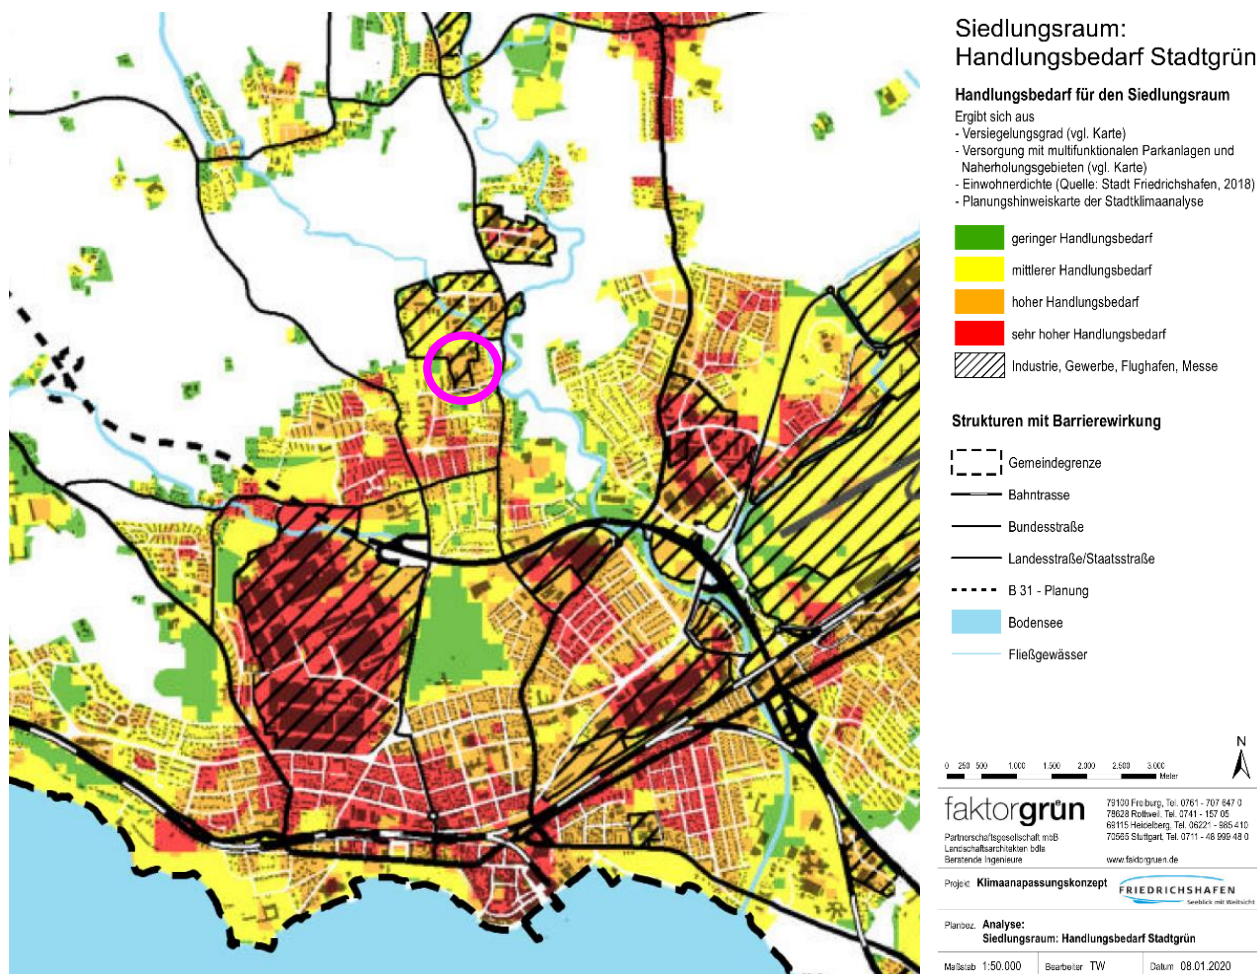 Siedlungsraum:
Handlungsbedarf Stadtgrün
Handlungsbedarf für den Siedlungsraum
Ergibt sich aus
- Versiegelungsgrad (vgl. Karte)
- Versorgung mit multifunktionalen Parkanlagen und
Naherholungsgebieten (vgl. Karte)
- Einwohnerdichte (Quelle: Stadt Friedrichshafen, 2018)
- Planungshinweiskarte der Stadtklimaanalyse
geringer Handlungsbedarf
mittlerer Handlungsbedarf
hoher Handlungsbedarf
sehr hoher Handlungsbedarf
Industrie, Gewerbe, Flughafen, Messe
Strukturen mit Barrierewirkung
Gemeindegrenze
Bahntrasse
Bundesstraße
Landesstraße/Staatsstraße
B 31 - Planung
Bodensee
Fließgewässer
N
0 250 500 1.000 1.500 2.000 2.500 3.000
Meter
faktorgrün
79100 Freiburg, Tel. 0761 - 707 647 0
78628 Rottweil, Tel. 0741 - 157 05
69115 Heidelberg, Tel. 06221 - 985 410
70565 Stuttgart, Tel. 0711 - 48 999 48 0
Partnerschaftsgesellschaft mbB
Landschaftsarchitekten bdla
Beratende Ingenieure
www.faktorgruen.de
Projekt Klimaanapassungskonzept
FRIEDRICHSHAFEN
Seeblick mit Weitsicht
Planbez. Analyse:
Siedlungsraum: Handlungsbedarf Stadtgrün
Maßstab 1:50.000 Bearbeiter TW Datum 08.01.2020